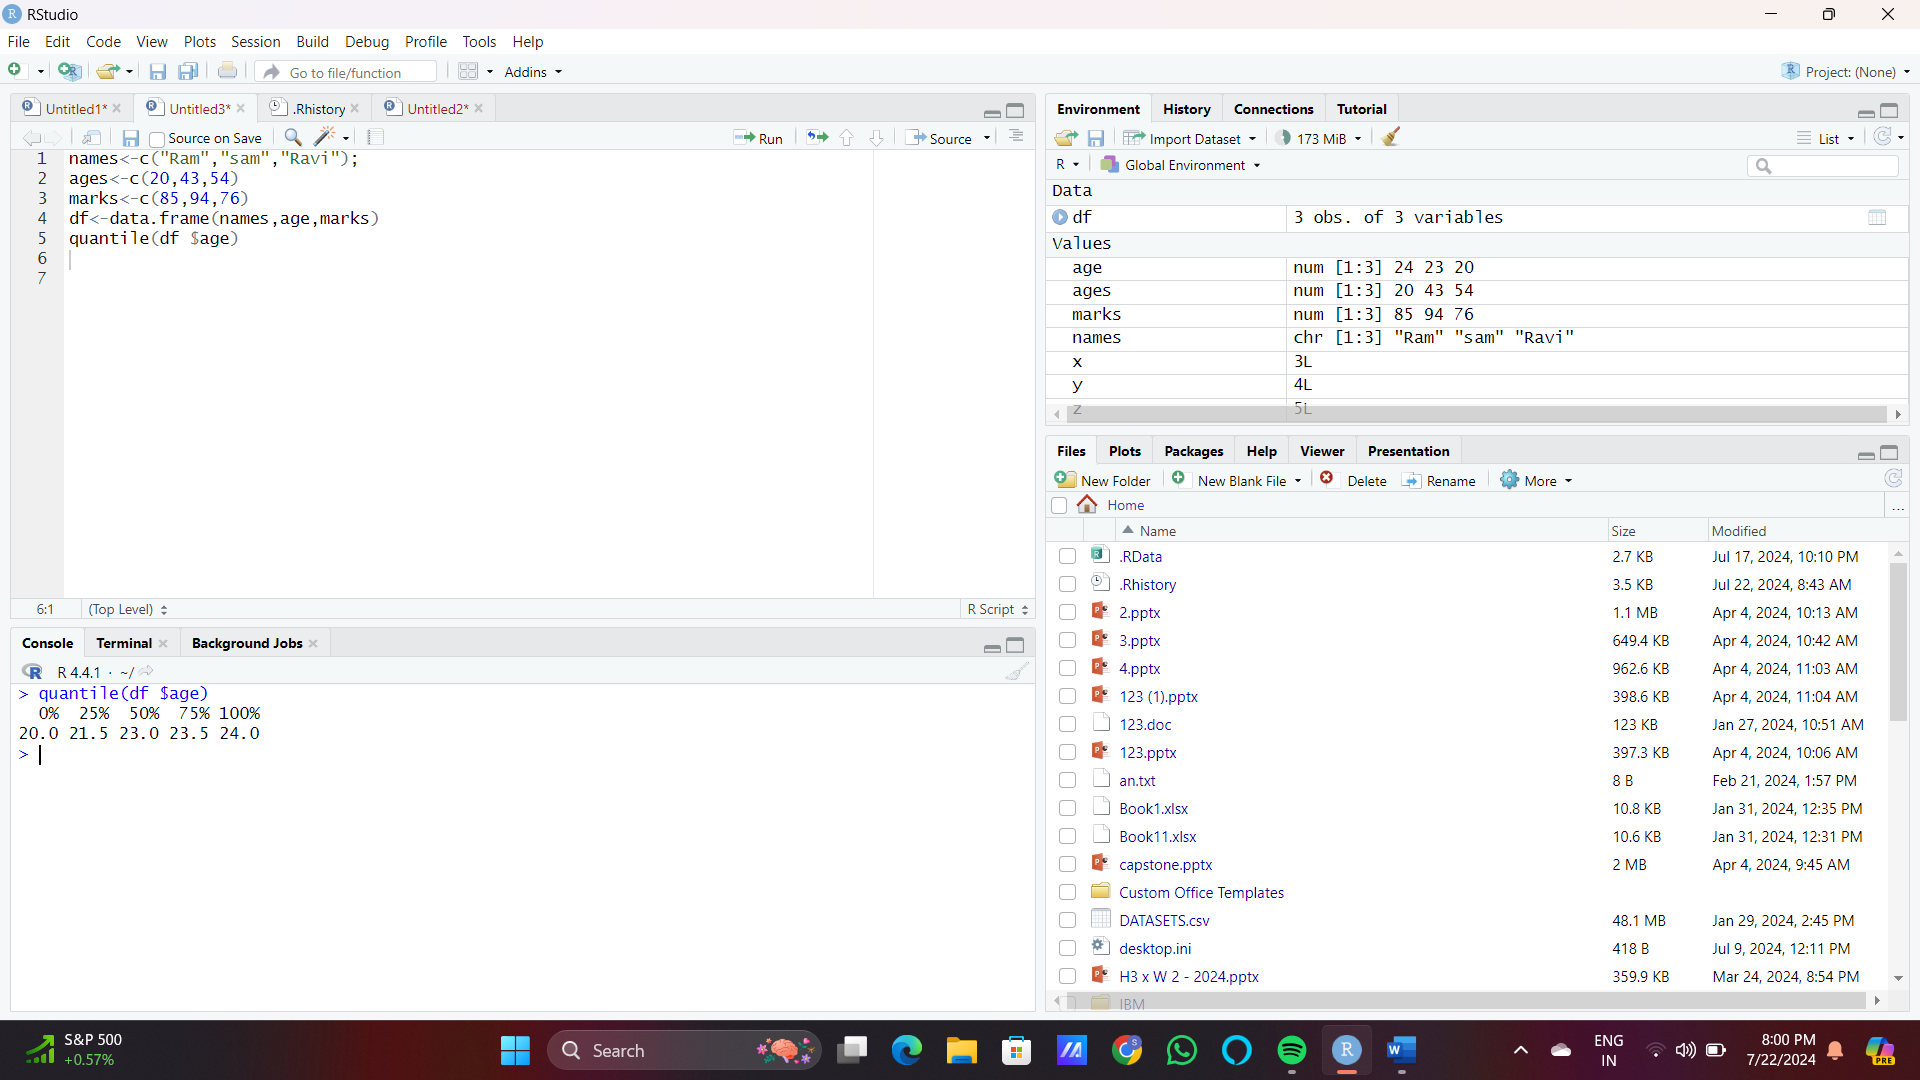 RStudio
File Edit Code View Plots Session Build Debug Profile Tools Help
Go to file/function Addins Project: (None)
Untitled1* Untitled3* .Rhistory Untitled2*
Source on Save Run Source
1 names<-c("Ram","sam","Ravi");
2 ages<-c(20,43,54)
3 marks<-c(85,94,76)
4 df<-data.frame(names,age,marks)
5 quantile(df $age)
6
7
6:1 (Top Level) R Script
Console Terminal Background Jobs
R 4.4.1 · ~/
> quantile(df $age)
0% 25% 50% 75% 100%
20.0 21.5 23.0 23.5 24.0
>
Environment History Connections Tutorial
Import Dataset 173 MiB List
R Global Environment
Data
df 3 obs. of 3 variables
Values
age num [1:3] 24 23 20
ages num [1:3] 20 43 54
marks num [1:3] 85 94 76
names chr [1:3] "Ram" "sam" "Ravi"
x 3L
y 4L
z 5L
Files Plots Packages Help Viewer Presentation
New Folder New Blank File Delete Rename More
Home ...
Name Size Modified
.RData 2.7 KB Jul 17, 2024, 10:10 PM
.Rhistory 3.5 KB Jul 22, 2024, 8:43 AM
2.pptx 1.1 MB Apr 4, 2024, 10:13 AM
3.pptx 649.4 KB Apr 4, 2024, 10:42 AM
4.pptx 962.6 KB Apr 4, 2024, 11:03 AM
123 (1).pptx 398.6 KB Apr 4, 2024, 11:04 AM
123.doc 123 KB Jan 27, 2024, 10:51 AM
123.pptx 397.3 KB Apr 4, 2024, 10:06 AM
an.txt 8 B Feb 21, 2024, 1:57 PM
Book1.xlsx 10.8 KB Jan 31, 2024, 12:35 PM
Book11.xlsx 10.6 KB Jan 31, 2024, 12:31 PM
capstone.pptx 2 MB Apr 4, 2024, 9:45 AM
Custom Office Templates
DATASETS.csv 48.1 MB Jan 29, 2024, 2:45 PM
desktop.ini 418 B Jul 9, 2024, 12:11 PM
H3 x W 2 - 2024.pptx 359.9 KB Mar 24, 2024, 8:54 PM
IBM
S&P 500
+0.57%
Search
ENG
IN
8:00 PM
7/22/2024
PRE